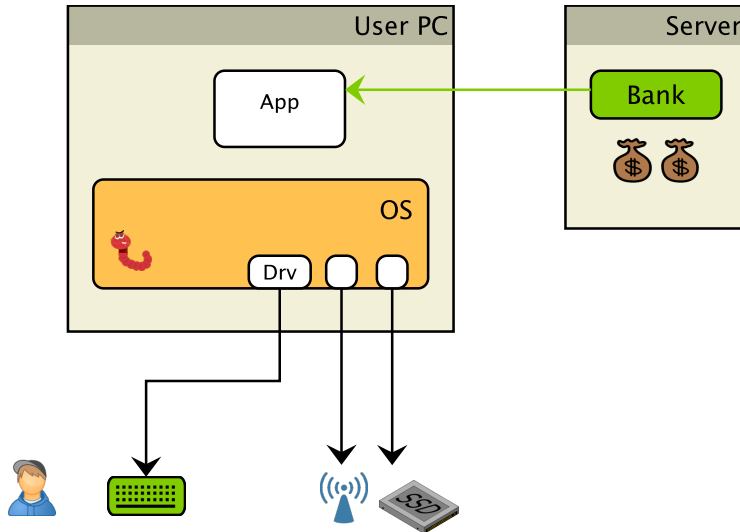 User PC
Server
App
Bank
$ $
OS
Drv
SSD